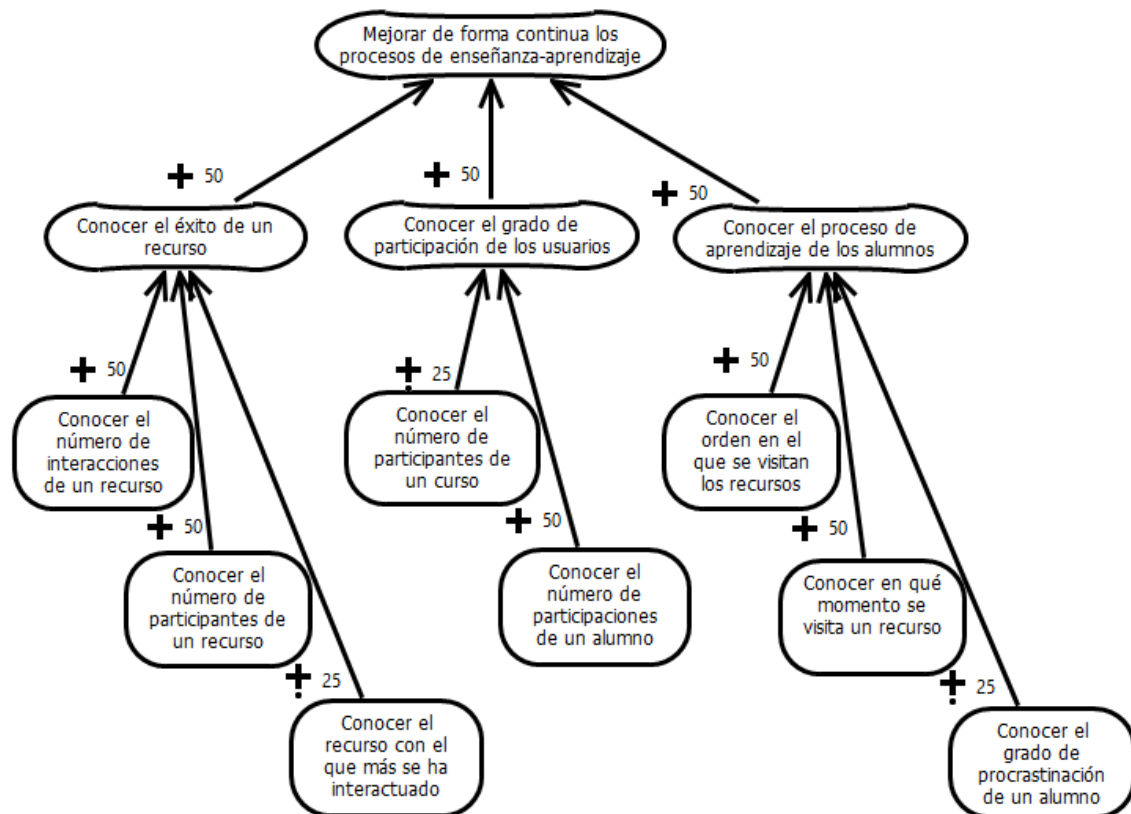 Mejorar de forma continua los
procesos de enseñanza-aprendizaje
+ 50
+ 50
+ 50
Conocer el éxito de un
recurso
Conocer el grado de
participación de los usuarios
Conocer el proceso de
aprendizaje de los alumnos
+ 50
+ 25
+ 50
Conocer el
número de
interacciones
de un recurso
Conocer el
número de
participantes de
un curso
Conocer el
orden en el
que se visitan
los recursos
+ 50
+ 50
+ 50
Conocer el
número de
participantes de
un recurso
Conocer el
número de
participaciones
de un alumno
Conocer en qué
momento se
visita un recurso
+ 25
+ 25
Conocer el
recurso con el
que más se ha
interactuado
Conocer el
grado de
procrastinación
de un alumno